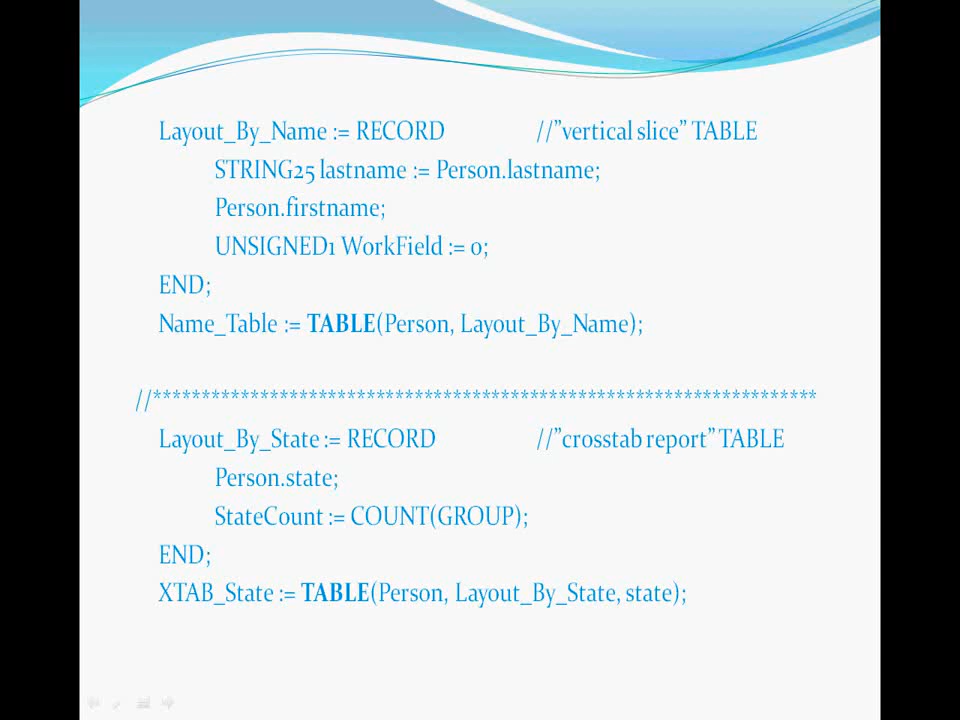 Layout_By_Name := RECORD //”vertical slice” TABLE
STRING25 lastname := Person.lastname;
Person.firstname;
UNSIGNED1 WorkField := 0;
END;
Name_Table := TABLE(Person, Layout_By_Name);
//********************************************************************
Layout_By_State := RECORD //”crosstab report” TABLE
Person.state;
StateCount := COUNT(GROUP);
END;
XTAB_State := TABLE(Person, Layout_By_State, state);